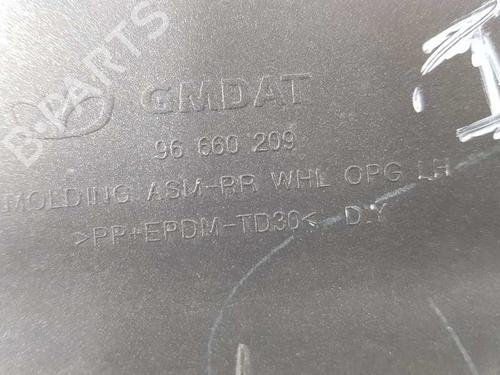 B-PARTS
GMDAT
96 660 209
MOLDING ASM-RR WHL OPG LH
>PP+EPDM-TD30< D.Y